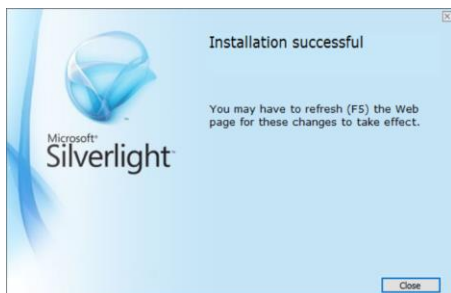 Installation successful
You may have to refresh (F5) the Web
page for these changes to take effect.
Microsoft®
Silverlight™
Close